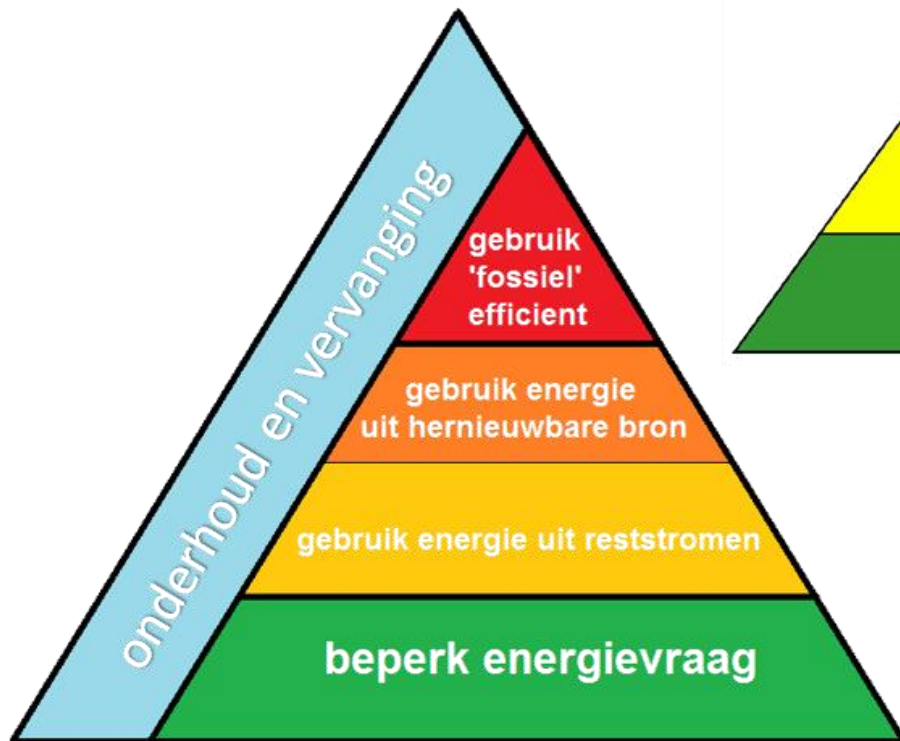 onderhoud en vervanging
gebruik
'fossiel'
efficient
gebruik energie
uit hernieuwbare bron
gebruik energie uit reststromen
beperk energievraag